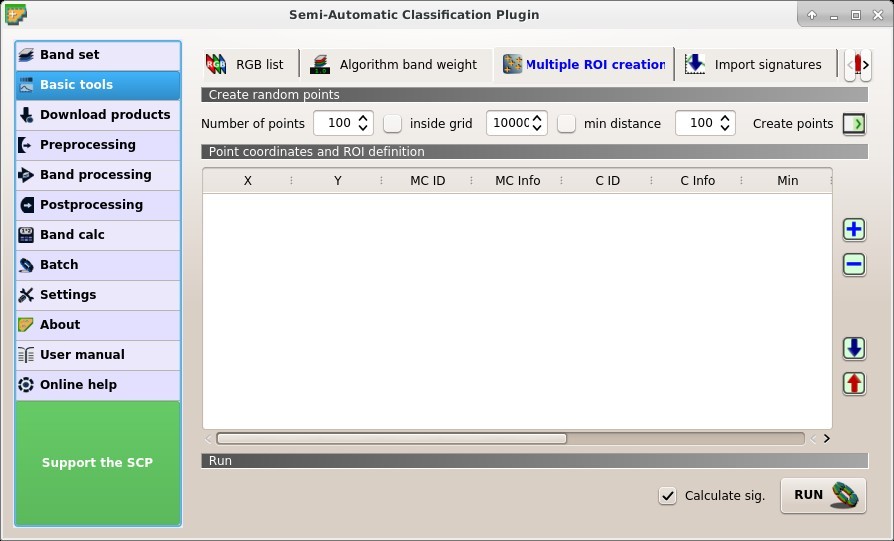 Semi-Automatic Classification Plugin
Band set
Basic tools
Download products
Preprocessing
Band processing
Postprocessing
Band calc
Batch
Settings
About
User manual
Online help
Support the SCP
RGB list
Algorithm band weight
Multiple ROI creation
Import signatures
Create random points
Number of points 100 inside grid 10000 min distance 100 Create points
Point coordinates and ROI definition
X Y MC ID MC Info C ID C Info Min
Run
Calculate sig. RUN